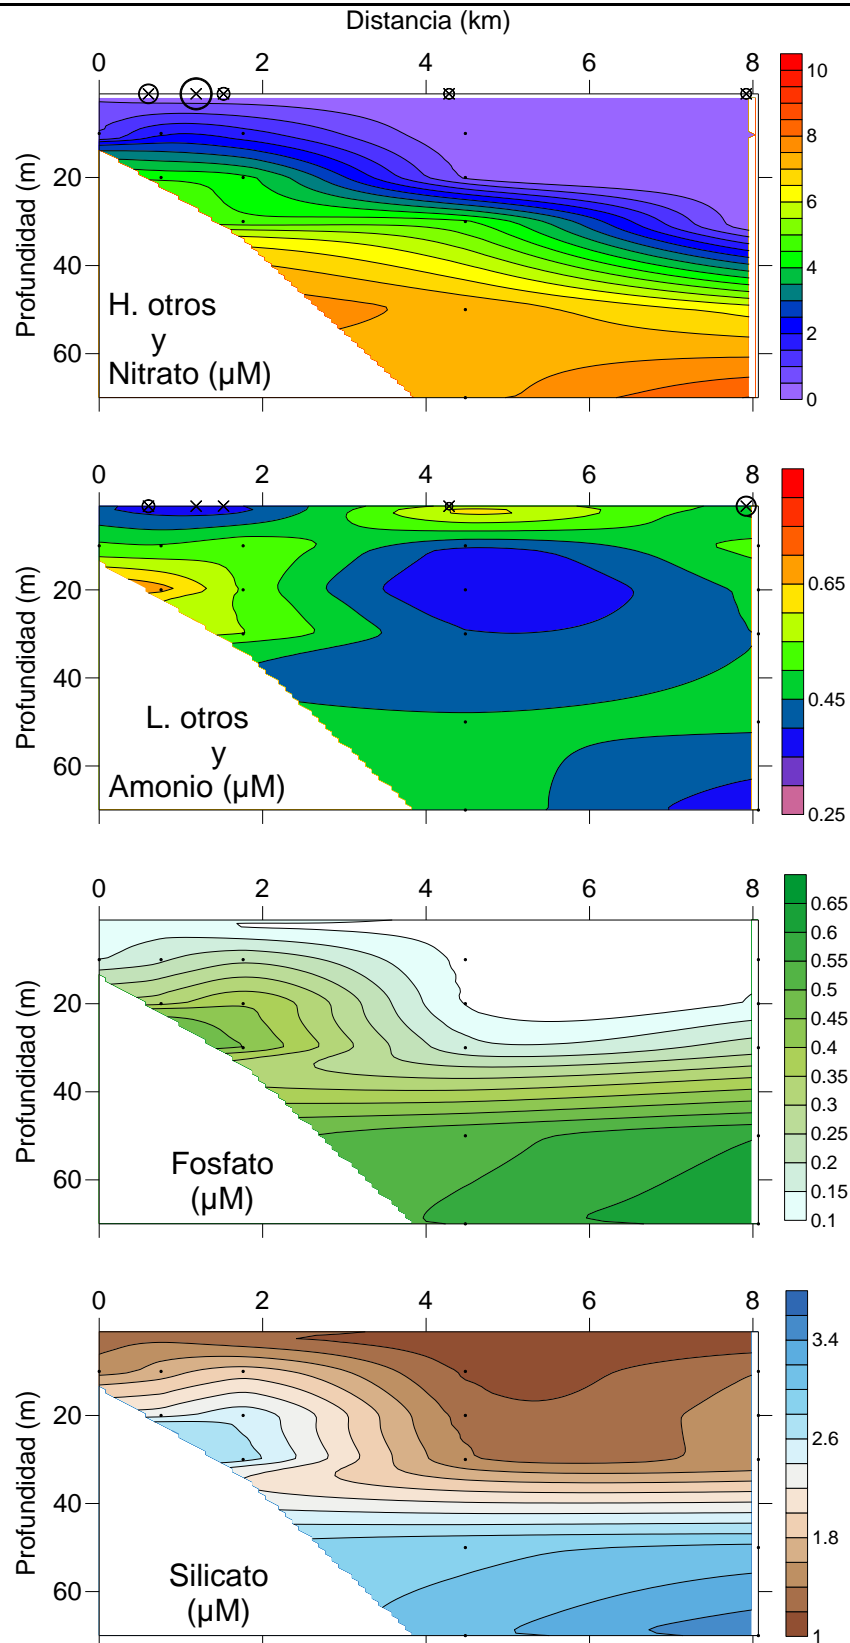 Distancia (km)
0 2 4 6 8
Profundidad (m)
20
40
60
H. otros
y
Nitrato (µM)
10
8
6
4
2
0
0 2 4 6 8
Profundidad (m)
20
40
60
L. otros
y
Amonio (µM)
0.65
0.45
0.25
0 2 4 6 8
Profundidad (m)
20
40
60
Fosfato
(µM)
0.65
0.6
0.55
0.5
0.45
0.4
0.35
0.3
0.25
0.2
0.15
0.1
0 2 4 6 8
Profundidad (m)
20
40
60
Silicato
(µM)
3.4
2.6
1.8
1